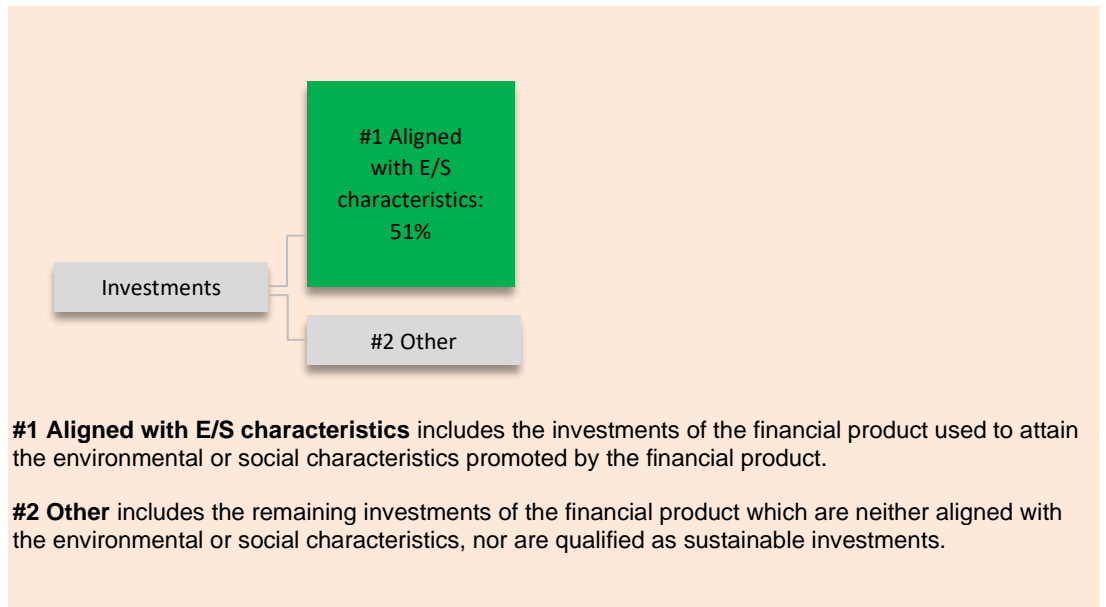 #1 Aligned
with E/S
characteristics:
51%
Investments
#2 Other
#1 Aligned with E/S characteristics includes the investments of the financial product used to attain
the environmental or social characteristics promoted by the financial product.
#2 Other includes the remaining investments of the financial product which are neither aligned with
the environmental or social characteristics, nor are qualified as sustainable investments.